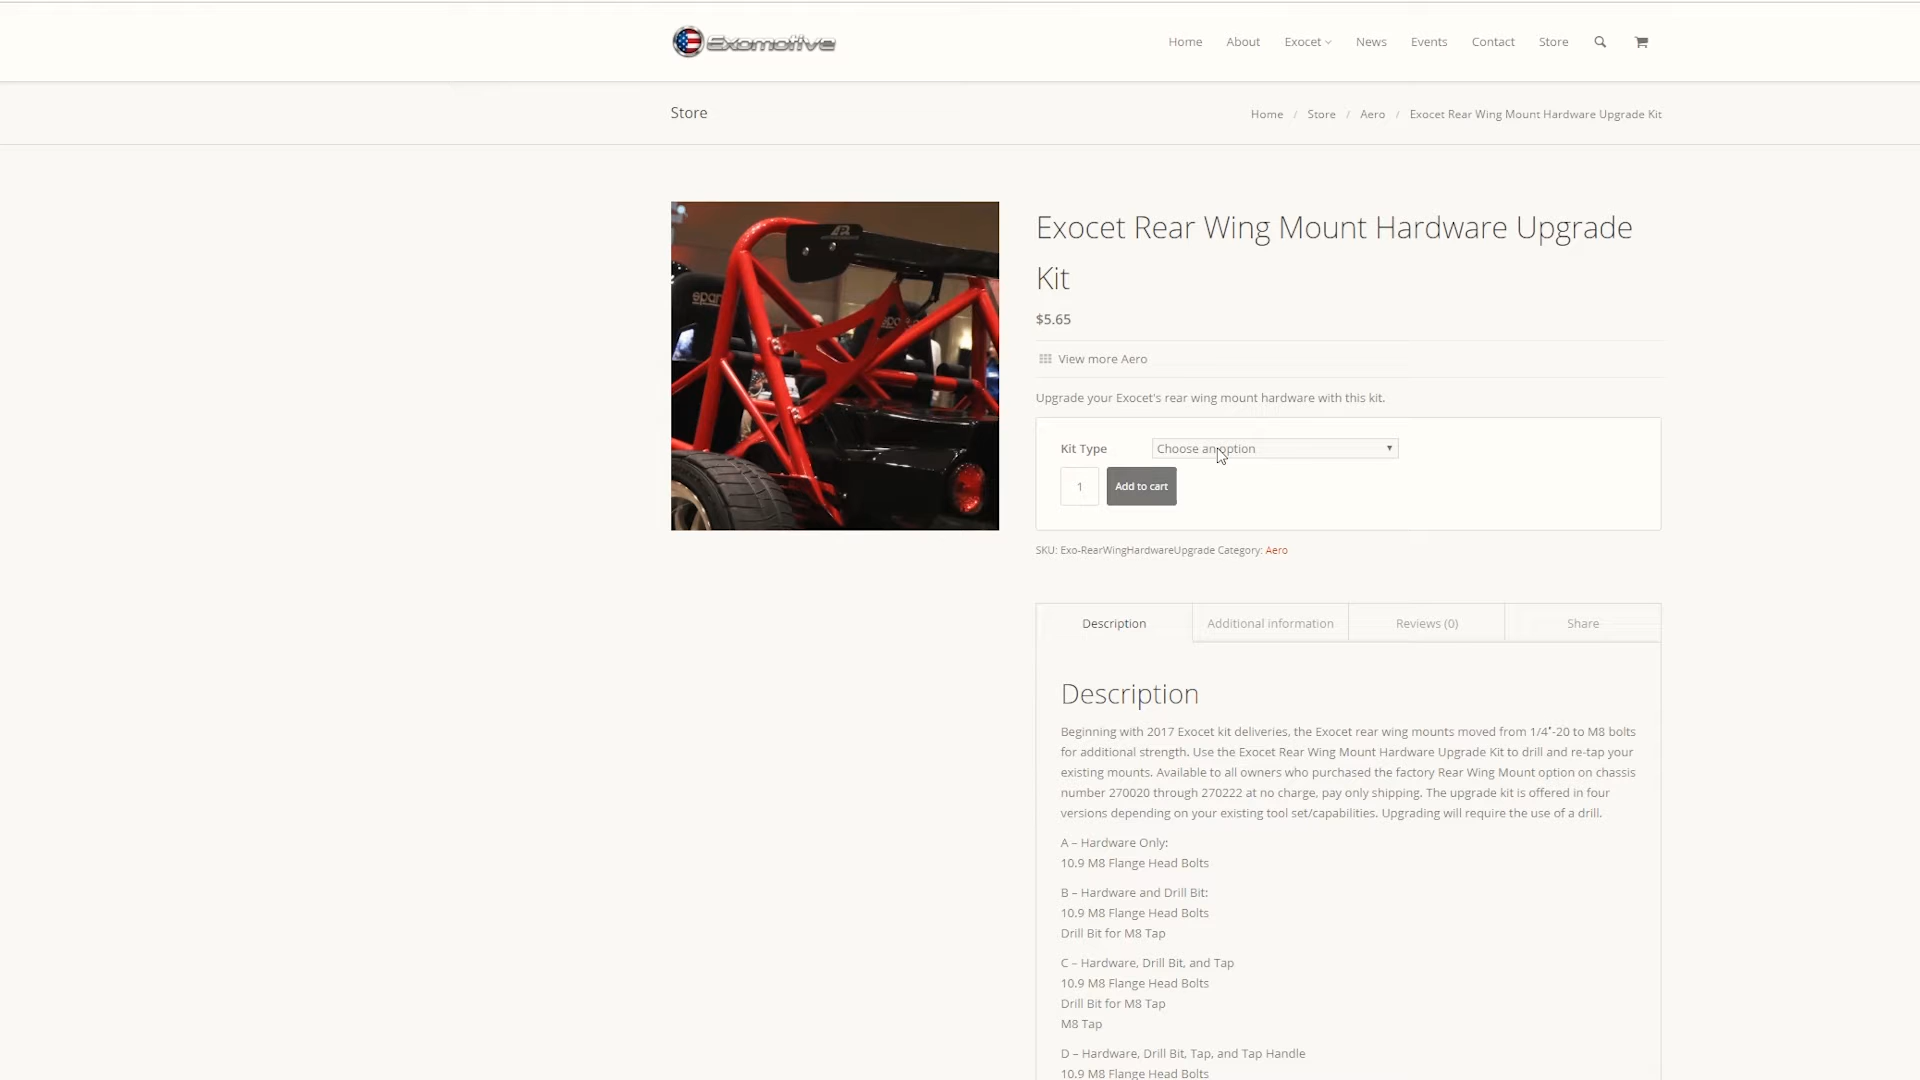 Exomotive
Home About Exocet News Events Contact Store
Store
Home / Store / Aero / Exocet Rear Wing Mount Hardware Upgrade Kit
Exocet Rear Wing Mount Hardware Upgrade
Kit
$5.65
View more Aero
Upgrade your Exocet's rear wing mount hardware with this kit.
Kit Type Choose an option
1 Add to cart
SKU: Exo-RearWingHardwareUpgrade Category: Aero
Description Additional information Reviews (0) Share
Description
Beginning with 2017 Exocet kit deliveries, the Exocet rear wing mounts moved from 1/4"-20 to M8 bolts
for additional strength. Use the Exocet Rear Wing Mount Hardware Upgrade Kit to drill and re-tap your
existing mounts. Available to all owners who purchased the factory Rear Wing Mount option on chassis
number 270020 through 270222 at no charge, pay only shipping. The upgrade kit is offered in four
versions depending on your existing tool set/capabilities. Upgrading will require the use of a drill.
A – Hardware Only:
10.9 M8 Flange Head Bolts
B – Hardware and Drill Bit:
10.9 M8 Flange Head Bolts
Drill Bit for M8 Tap
C – Hardware, Drill Bit, and Tap
10.9 M8 Flange Head Bolts
Drill Bit for M8 Tap
M8 Tap
D – Hardware, Drill Bit, Tap, and Tap Handle
10.9 M8 Flange Head Bolts